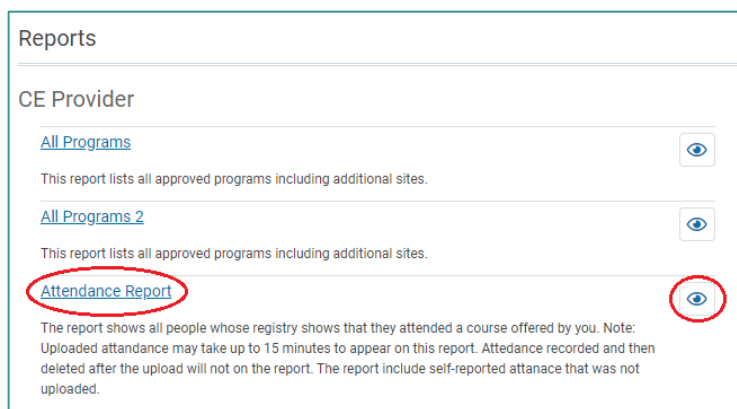 Reports
CE Provider
All Programs
This report lists all approved programs including additional sites.
All Programs 2
This report lists all approved programs including additional sites.
Attendance Report
The report shows all people whose registry shows that they attended a course offered by you. Note:
Uploaded attandance may take up to 15 minutes to appear on this report. Attedance recorded and then
deleted after the upload will not on the report. The report include self-reported attanace that was not
uploaded.